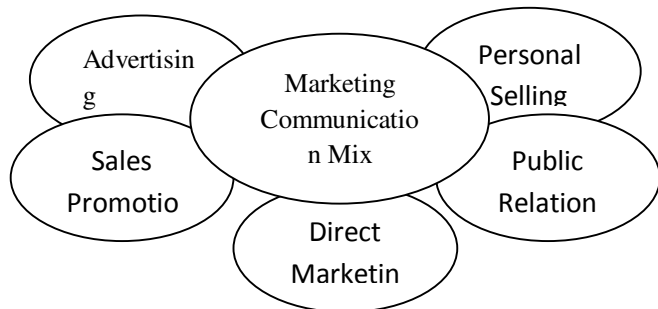 Advertisin
g
Marketing
Communicatio
n Mix
Personal
Selling
Sales
Promotio
Public
Relation
Direct
Marketin